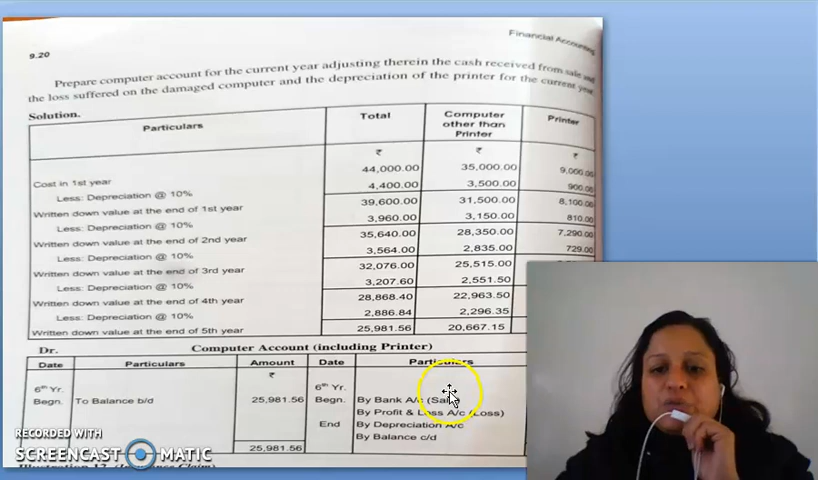 Financial Accounting
9.20
Prepare computer account for the current year adjusting therein the cash received from sale and
the loss suffered on the damaged computer and the depreciation of the printer for the current year.
Solution.
Particulars Total Computer other than Printer Printer
₹ ₹ ₹
Cost in 1st year 44,000.00 35,000.00 9,000.00
Less: Depreciation @ 10% 4,400.00 3,500.00 900.00
Written down value at the end of 1st year 39,600.00 31,500.00 8,100.00
Less: Depreciation @ 10% 3,960.00 3,150.00 810.00
Written down value at the end of 2nd year 35,640.00 28,350.00 7,290.00
Less: Depreciation @ 10% 3,564.00 2,835.00 729.00
Written down value at the end of 3rd year 32,076.00 25,515.00
Less: Depreciation @ 10% 3,207.60 2,551.50
Written down value at the end of 4th year 28,868.40 22,963.50
Less: Depreciation @ 10% 2,886.84 2,296.35
Written down value at the end of 5th year 25,981.56 20,667.15
Dr. Computer Account (including Printer)
Date Particulars Amount Date Particulars
₹
6th Yr. 6th Yr.
Begn. To Balance b/d 25,981.56 Begn. By Bank A/c (Sale
By Profit & Loss A/c (Loss)
End By Depreciation A/c
By Balance c/d
25,981.56
RECORDED WITH
SCREENCAST MATIC